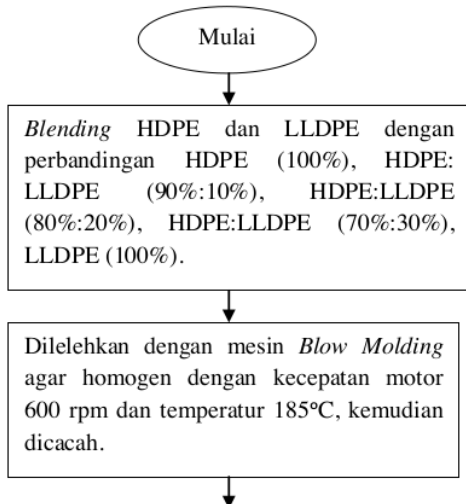 Mulai
Blending HDPE dan LLDPE dengan
perbandingan HDPE (100%), HDPE:
LLDPE (90%:10%), HDPE:LLDPE
(80%:20%), HDPE:LLDPE (70%:30%),
LLDPE (100%).
Dilelehkan dengan mesin Blow Molding
agar homogen dengan kecepatan motor
600 rpm dan temperatur 185°C, kemudian
dicacah.